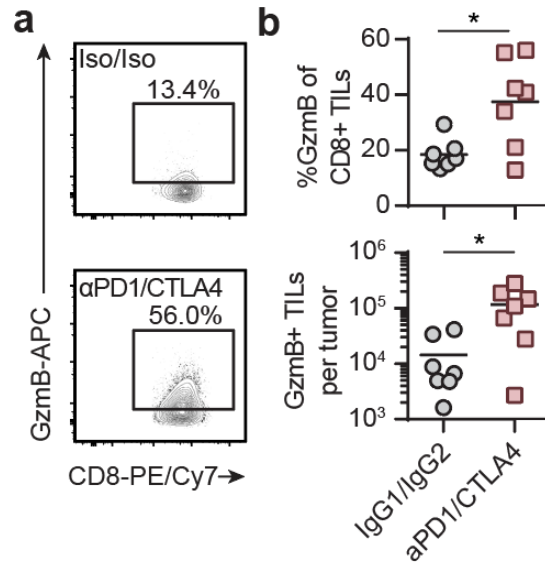 a
Iso/Iso
13.4%
αPD1/CTLA4
56.0%
GzmB-APC
CD8-PE/Cy7
b
*
%GzmB of
CD8+ TILs
60
40
20
0
*
GzmB+ TILs
per tumor
10⁶
10⁵
10⁴
10³
IgG1/IgG2
aPD1/CTLA4